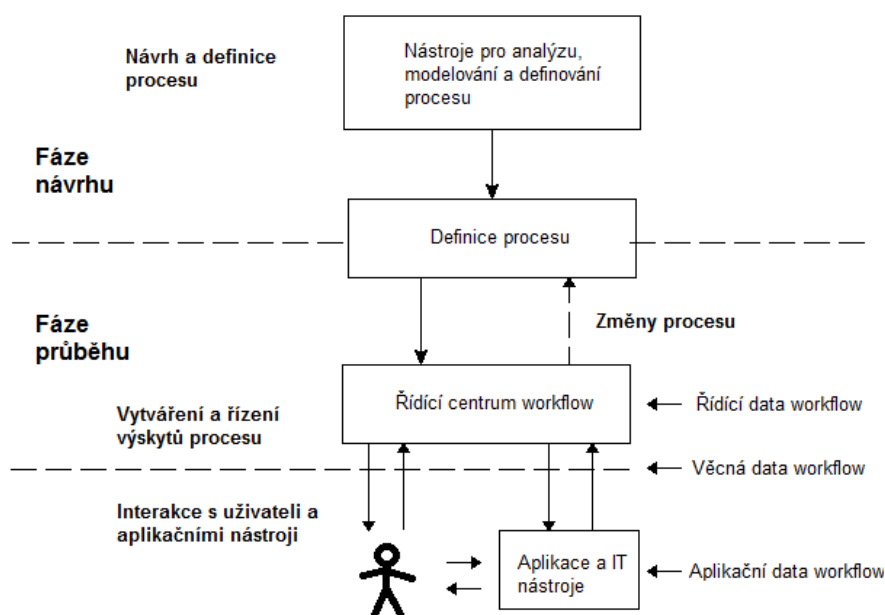 Návrh a definice
procesu
Nástroje pro analýzu,
modelování a definování
procesu
Fáze
návrhu
Definice procesu
Fáze
průběhu
Změny procesu
Vytváření a řízení
výskytů procesu
Řídící centrum workflow
Řídící data workflow
Věcná data workflow
Interakce s uživateli a
aplikačními nástroji
Aplikace a IT
nástroje
Aplikační data workflow